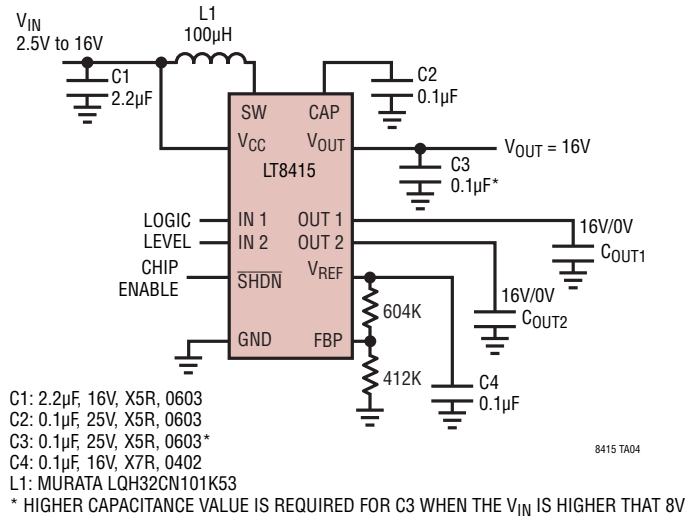 VIN
2.5V to 16V
L1
100µH
C1
2.2µF
C2
0.1µF
SW
CAP
VCC
VOUT
LT8415
VOUT = 16V
C3
0.1µF*
LOGIC
LEVEL
IN 1
IN 2
OUT 1
OUT 2
16V/0V
COUT1
CHIP
ENABLE
SHDN
VREF
604K
16V/0V
COUT2
GND
FBP
412K
C4
0.1µF
C1: 2.2µF, 16V, X5R, 0603
C2: 0.1µF, 25V, X5R, 0603
C3: 0.1µF, 25V, X5R, 0603*
C4: 0.1µF, 16V, X7R, 0402
L1: MURATA LQH32CN101K53
* HIGHER CAPACITANCE VALUE IS REQUIRED FOR C3 WHEN THE VIN IS HIGHER THAT 8V
8415 TA04